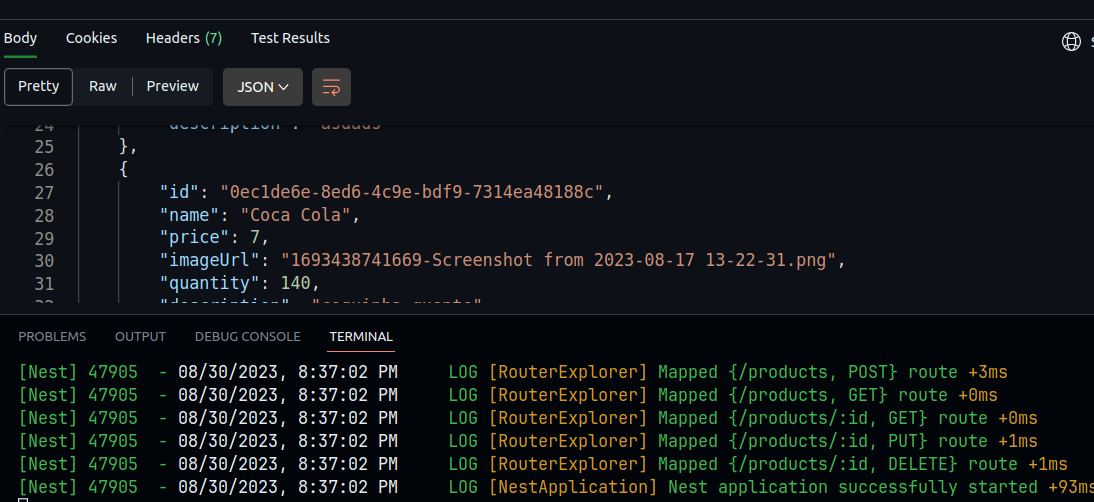 Body Cookies Headers (7) Test Results
Pretty Raw Preview JSON
24 "description": "asdads"
25 },
26 {
27 "id": "0ec1de6e-8ed6-4c9e-bdf9-7314ea48188c",
28 "name": "Coca Cola",
29 "price": 7,
30 "imageUrl": "1693438741669-Screenshot from 2023-08-17 13-22-31.png",
31 "quantity": 140,
32 "description":
PROBLEMS OUTPUT DEBUG CONSOLE TERMINAL
[Nest] 47905 - 08/30/2023, 8:37:02 PM LOG [RouterExplorer] Mapped {/products, POST} route +3ms
[Nest] 47905 - 08/30/2023, 8:37:02 PM LOG [RouterExplorer] Mapped {/products, GET} route +0ms
[Nest] 47905 - 08/30/2023, 8:37:02 PM LOG [RouterExplorer] Mapped {/products/:id, GET} route +0ms
[Nest] 47905 - 08/30/2023, 8:37:02 PM LOG [RouterExplorer] Mapped {/products/:id, PUT} route +1ms
[Nest] 47905 - 08/30/2023, 8:37:02 PM LOG [RouterExplorer] Mapped {/products/:id, DELETE} route +1ms
[Nest] 47905 - 08/30/2023, 8:37:02 PM LOG [NestApplication] Nest application successfully started +93ms